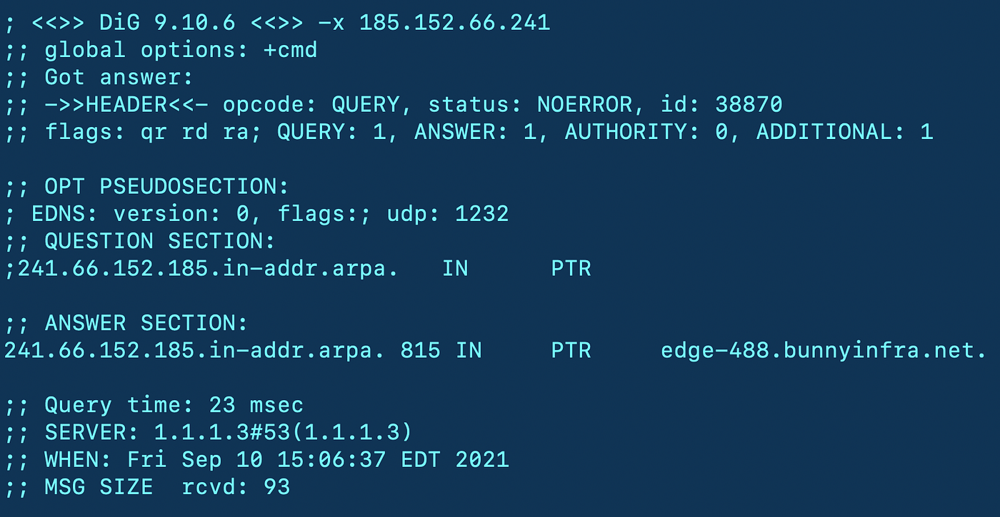 ; <<>> DiG 9.10.6 <<>> -x 185.152.66.241
;; global options: +cmd
;; Got answer:
;; ->>HEADER<<- opcode: QUERY, status: NOERROR, id: 38870
;; flags: qr rd ra; QUERY: 1, ANSWER: 1, AUTHORITY: 0, ADDITIONAL: 1
;; OPT PSEUDOSECTION:
; EDNS: version: 0, flags:; udp: 1232
;; QUESTION SECTION:
;241.66.152.185.in-addr.arpa.	IN	PTR
;; ANSWER SECTION:
241.66.152.185.in-addr.arpa. 815 IN	PTR	edge-488.bunnyinfra.net.
;; Query time: 23 msec
;; SERVER: 1.1.1.3#53(1.1.1.3)
;; WHEN: Fri Sep 10 15:06:37 EDT 2021
;; MSG SIZE  rcvd: 93